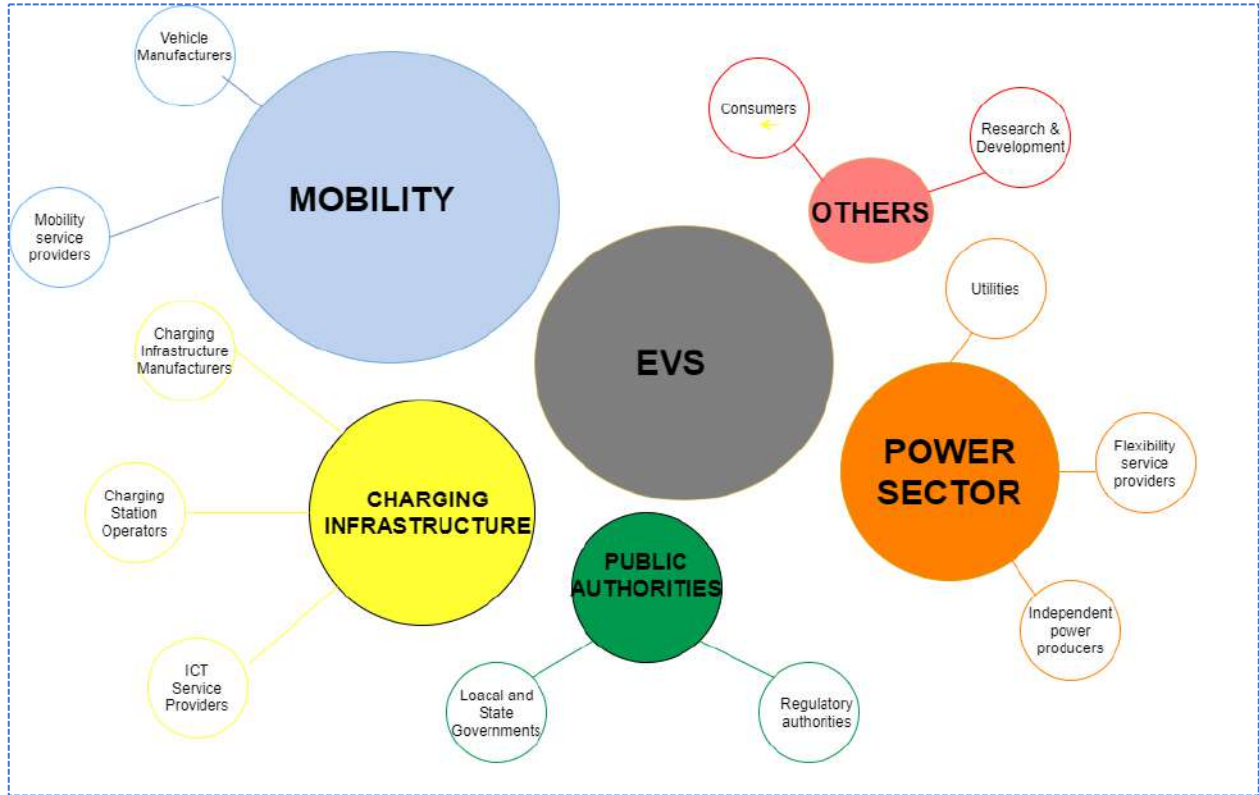 Vehicle
Manufacturers
MOBILITY
Mobility
service
providers
Consumers
Research &
Development
OTHERS
Utilities
EVS
Charging
Infrastructure
Manufacturers
POWER
SECTOR
Flexibility
service
providers
Charging
Station
Operators
CHARGING
INFRASTRUCTURE
PUBLIC
AUTHORITIES
Independent
power
producers
ICT
Service
Providers
Loacal and
State
Governments
Regulatory
authorities